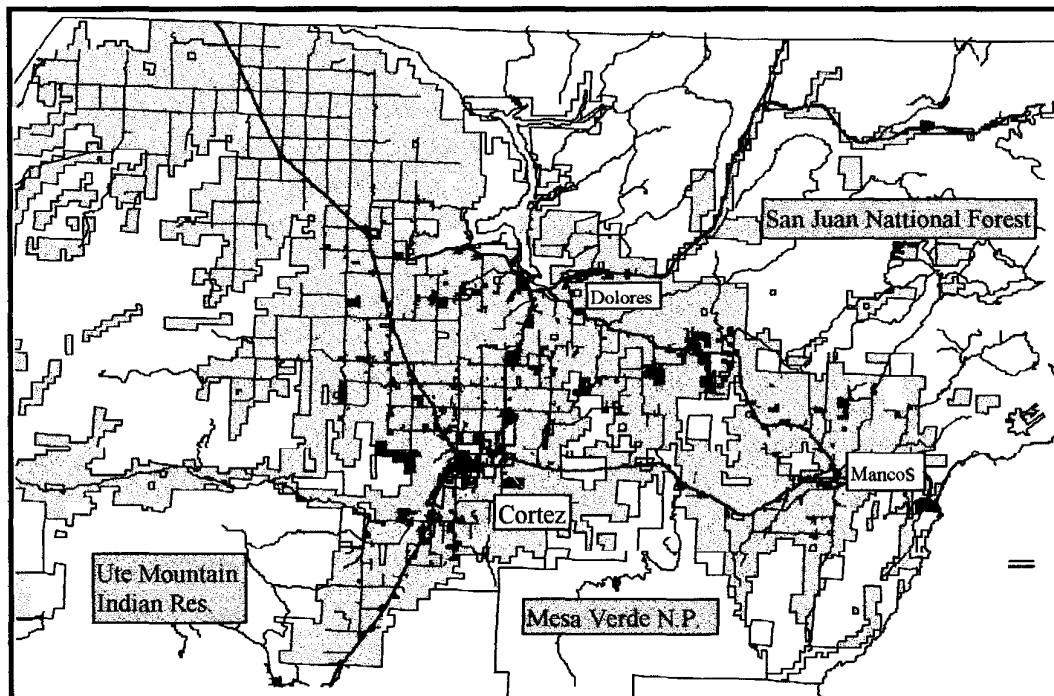 San Juan Nattional Forest
Dolores
MancoS
Cortez
Ute Mountain
Indian Res.
Mesa Verde N.P.